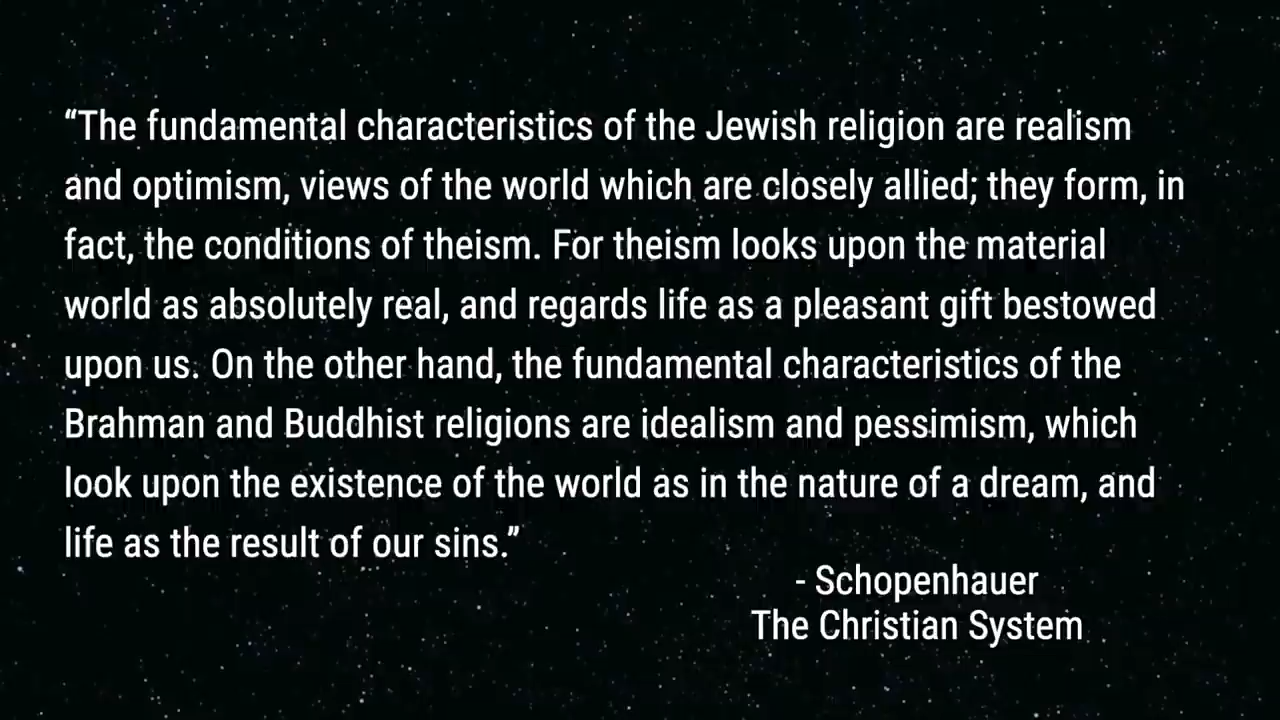 “The fundamental characteristics of the Jewish religion are realism
and optimism, views of the world which are closely allied; they form, in
fact, the conditions of theism. For theism looks upon the material
world as absolutely real, and regards life as a pleasant gift bestowed
upon us. On the other hand, the fundamental characteristics of the
Brahman and Buddhist religions are idealism and pessimism, which
look upon the existence of the world as in the nature of a dream, and
life as the result of our sins.”
- Schopenhauer
The Christian System